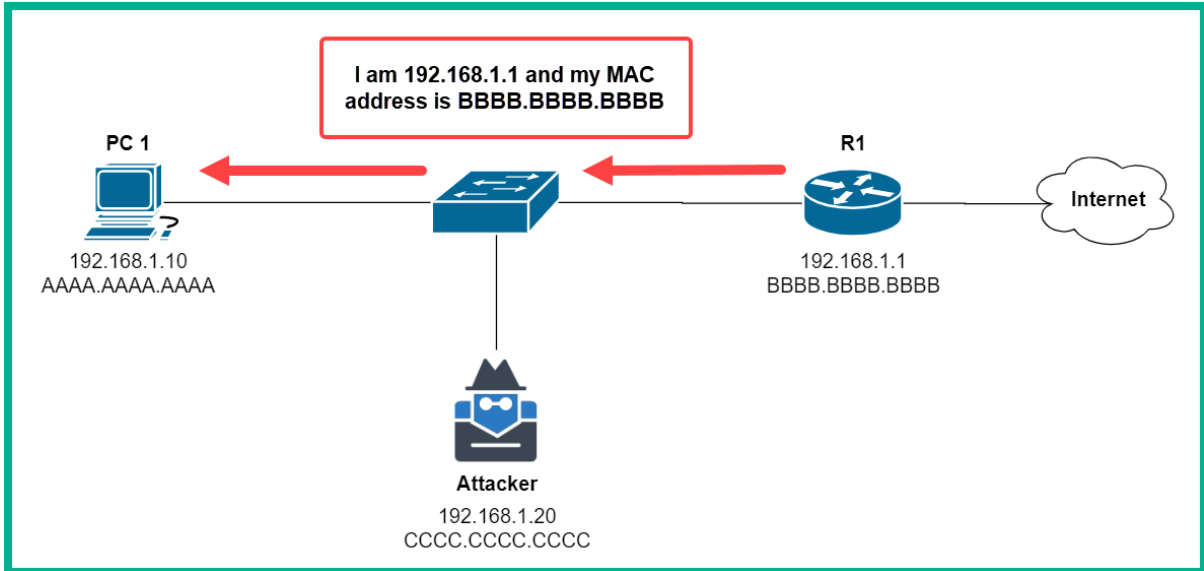 I am 192.168.1.1 and my MAC
address is BBBB.BBBB.BBBB
PC 1
R1
Internet
?
192.168.1.10
AAAA.AAAA.AAAA
192.168.1.1
BBBB.BBBB.BBBB
Attacker
192.168.1.20
CCCC.CCCC.CCCC